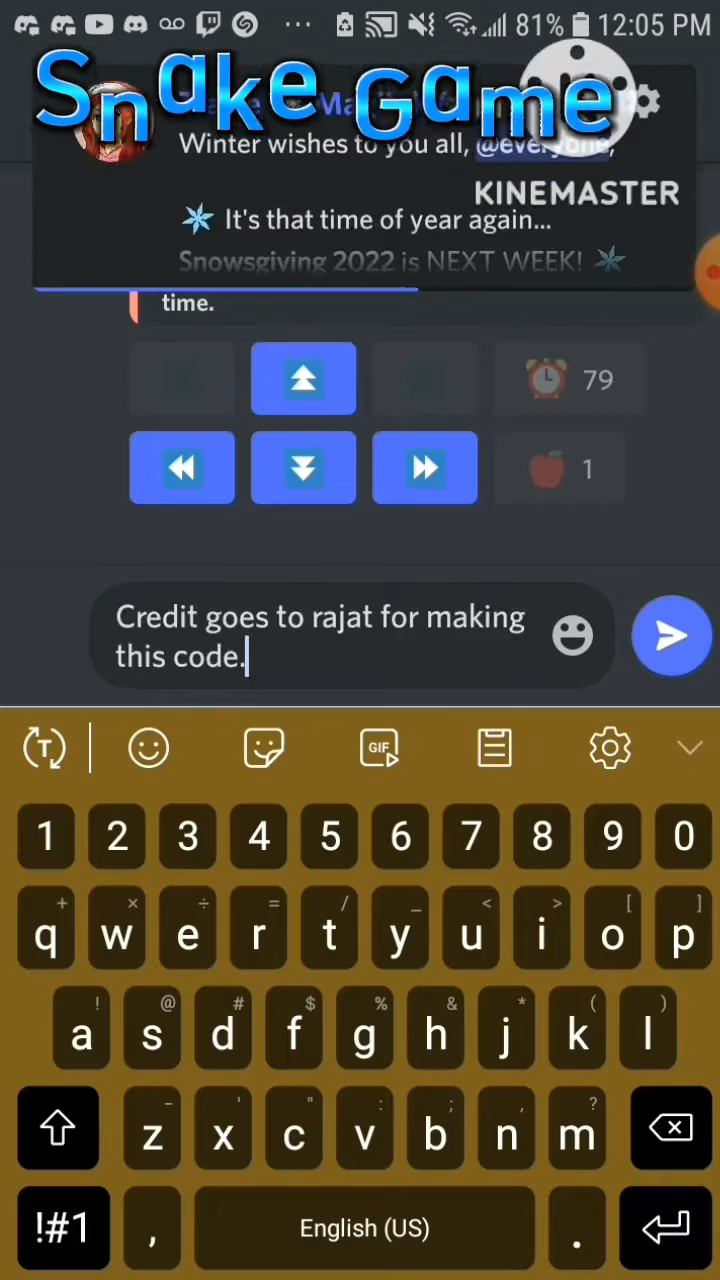 81% 12:05 PM
Snake Game
Winter wishes to you all, @everyone,
KINEMASTER
It's that time of year again...
Snowsgiving 2022 is NEXT WEEK!
time.
79
1
Credit goes to rajat for making
this code.
T GIF
1 2 3 4 5 6 7 8 9 0
+ × ÷ = / _ < > [ ]
q w e r t y u i o p
! @ # $ % & * ( )
a s d f g h j k l
- ' " : ; , ?
z x c v b n m
!#1 , English (US) .